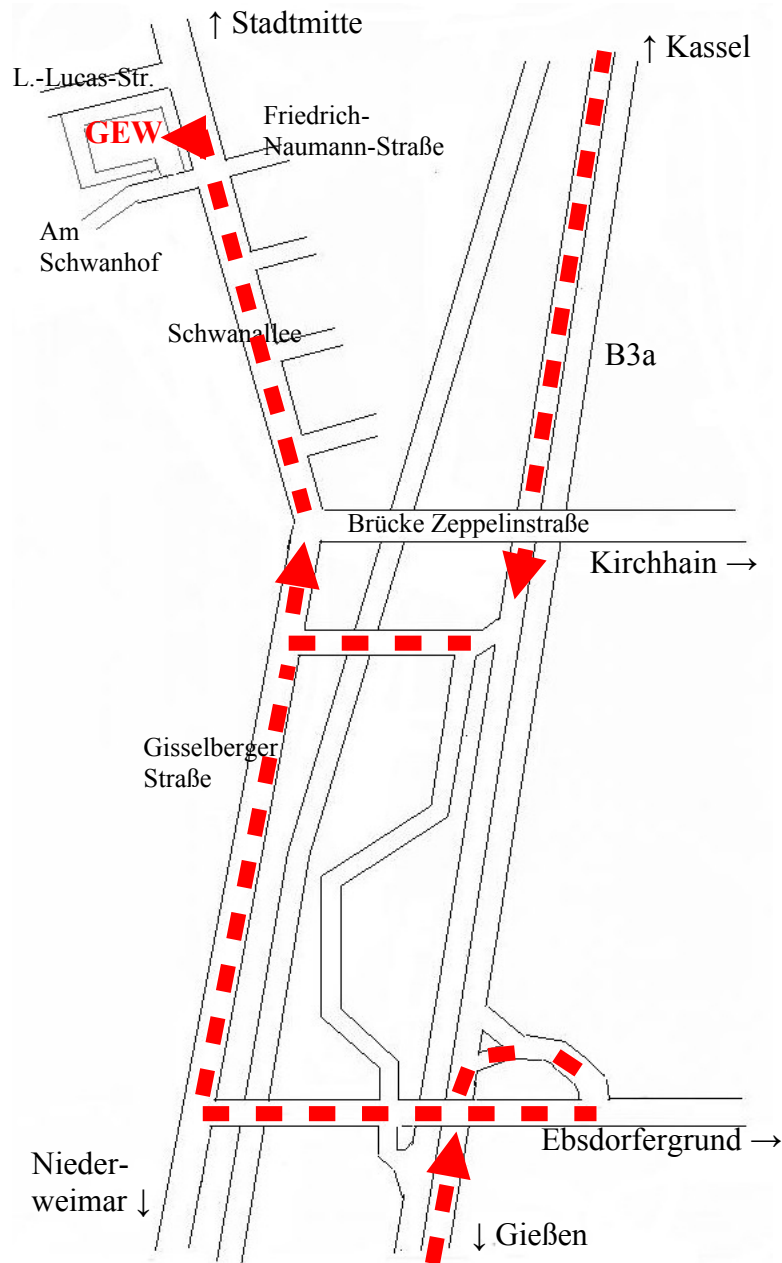 ↑ Stadtmitte
↑ Kassel
L.-Lucas-Str.
GEW
Friedrich-
Naumann-Straße
Am
Schwanhof
Schwanallee
B3a
Brücke Zeppelinstraße
Kirchhain →
Gisselberger
Straße
Ebsdorfergrund →
Nieder-
weimar ↓
↓ Gießen